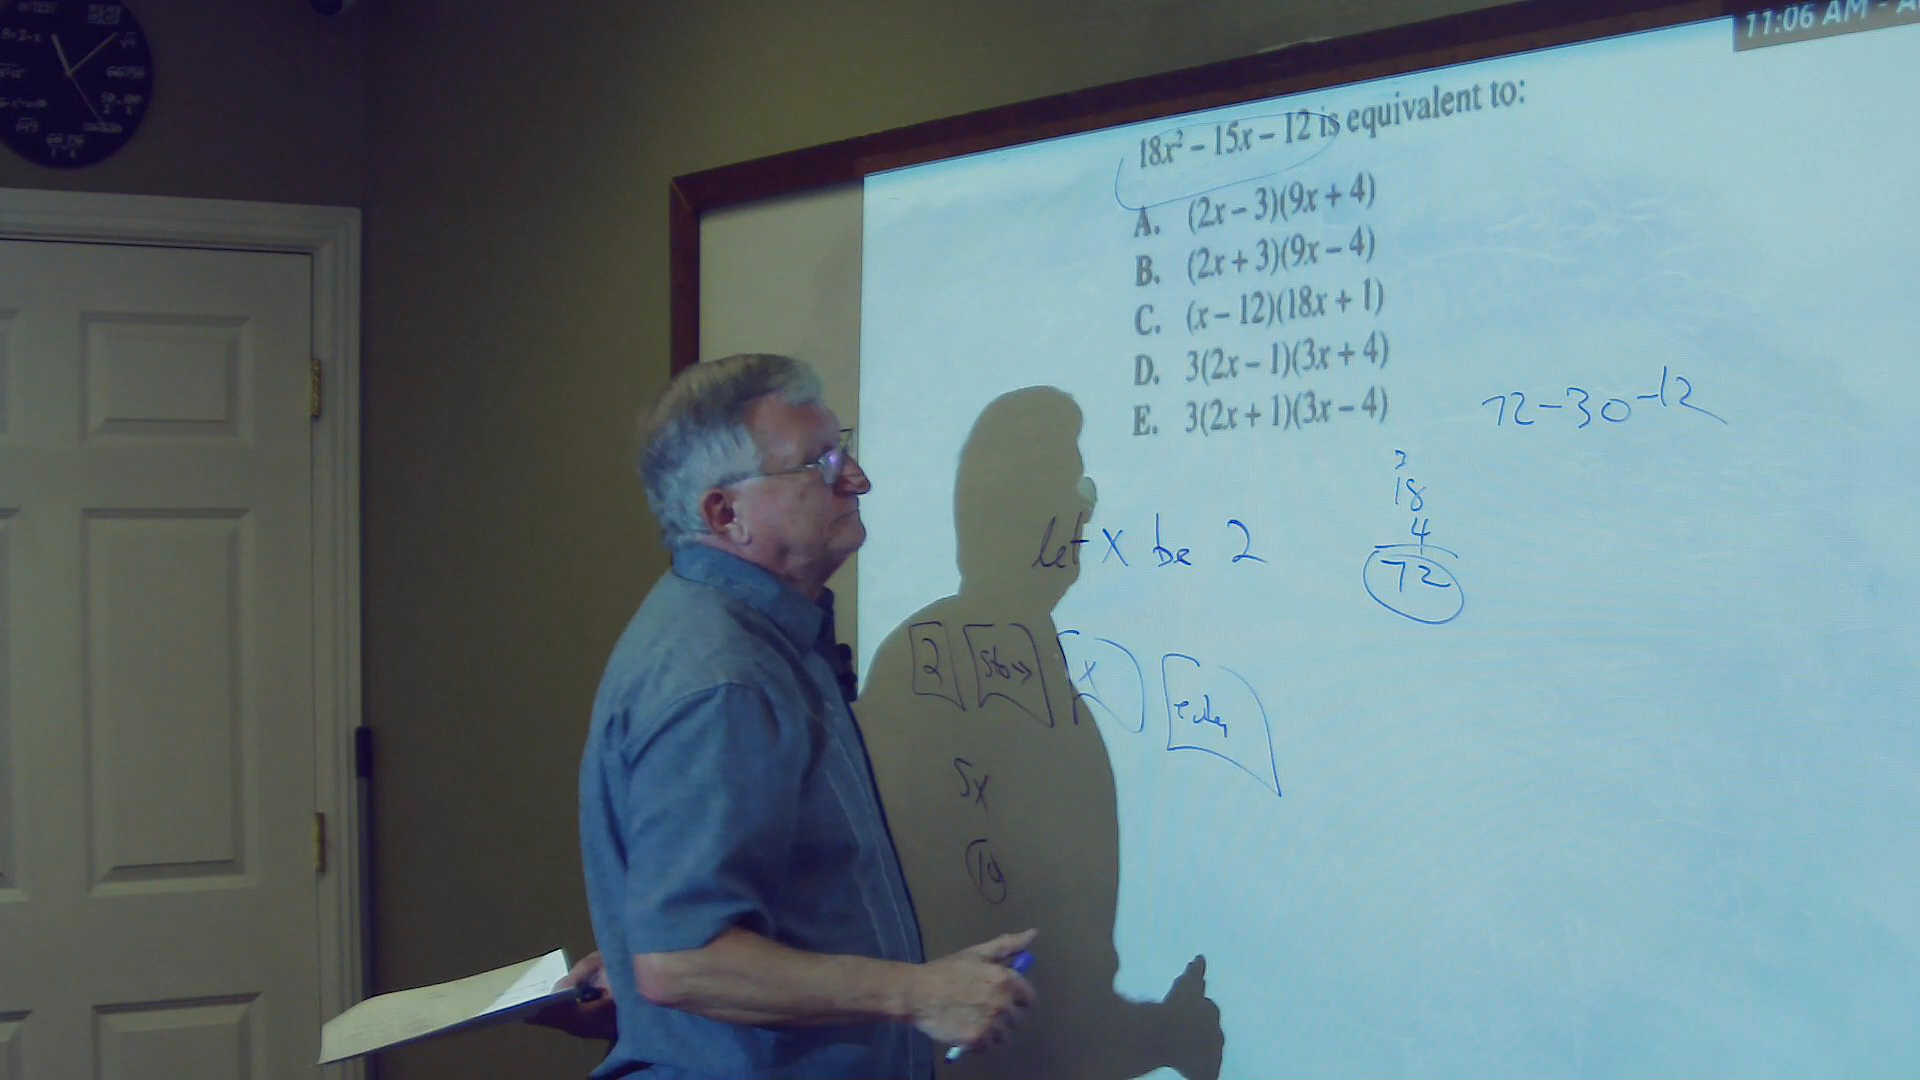 11:06 AM -
18x² – 15x – 12 is equivalent to:
A. (2x – 3)(9x + 4)
B. (2x + 3)(9x – 4)
C. (x – 12)(18x + 1)
D. 3(2x – 1)(3x + 4)
E. 3(2x + 1)(3x – 4)
72-30-12
3
18
4
72
let x be 2
2 sto→ x
5x
10